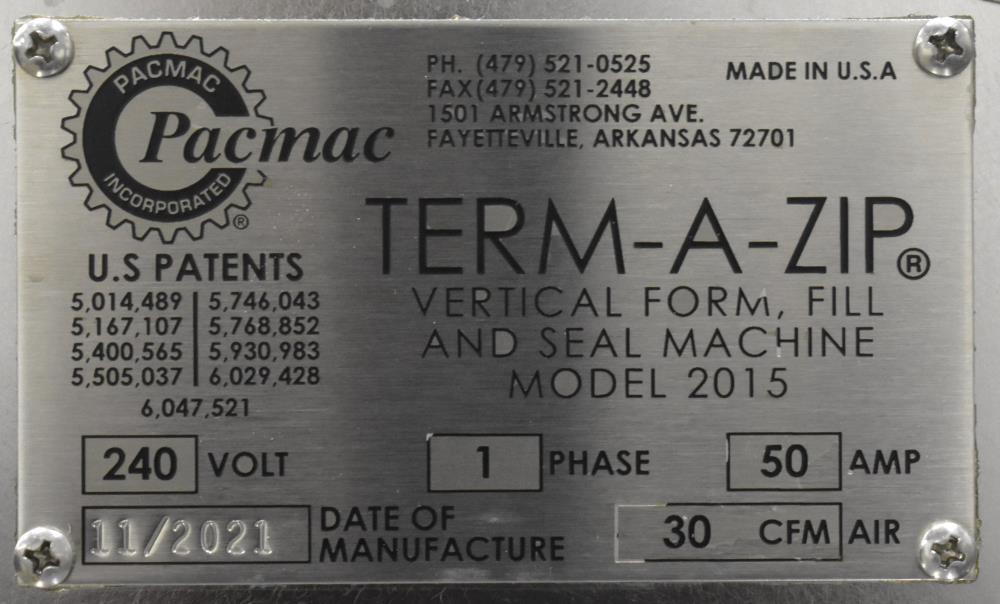 PACMAC
Pacmac
INCORPORATED
®
PH. (479) 521-0525
FAX(479) 521-2448
1501 ARMSTRONG AVE.
FAYETTEVILLE, ARKANSAS 72701
MADE IN U.S.A
TERM-A-ZIP®
VERTICAL FORM, FILL
AND SEAL MACHINE
MODEL 2015
U.S PATENTS
5,014,489 | 5,746,043
5,167,107 | 5,768,852
5,400,565 | 5,930,983
5,505,037 | 6,029,428
6,047,521
240 VOLT
1 PHASE
50 AMP
11/2021 DATE OF
MANUFACTURE
30 CFM AIR